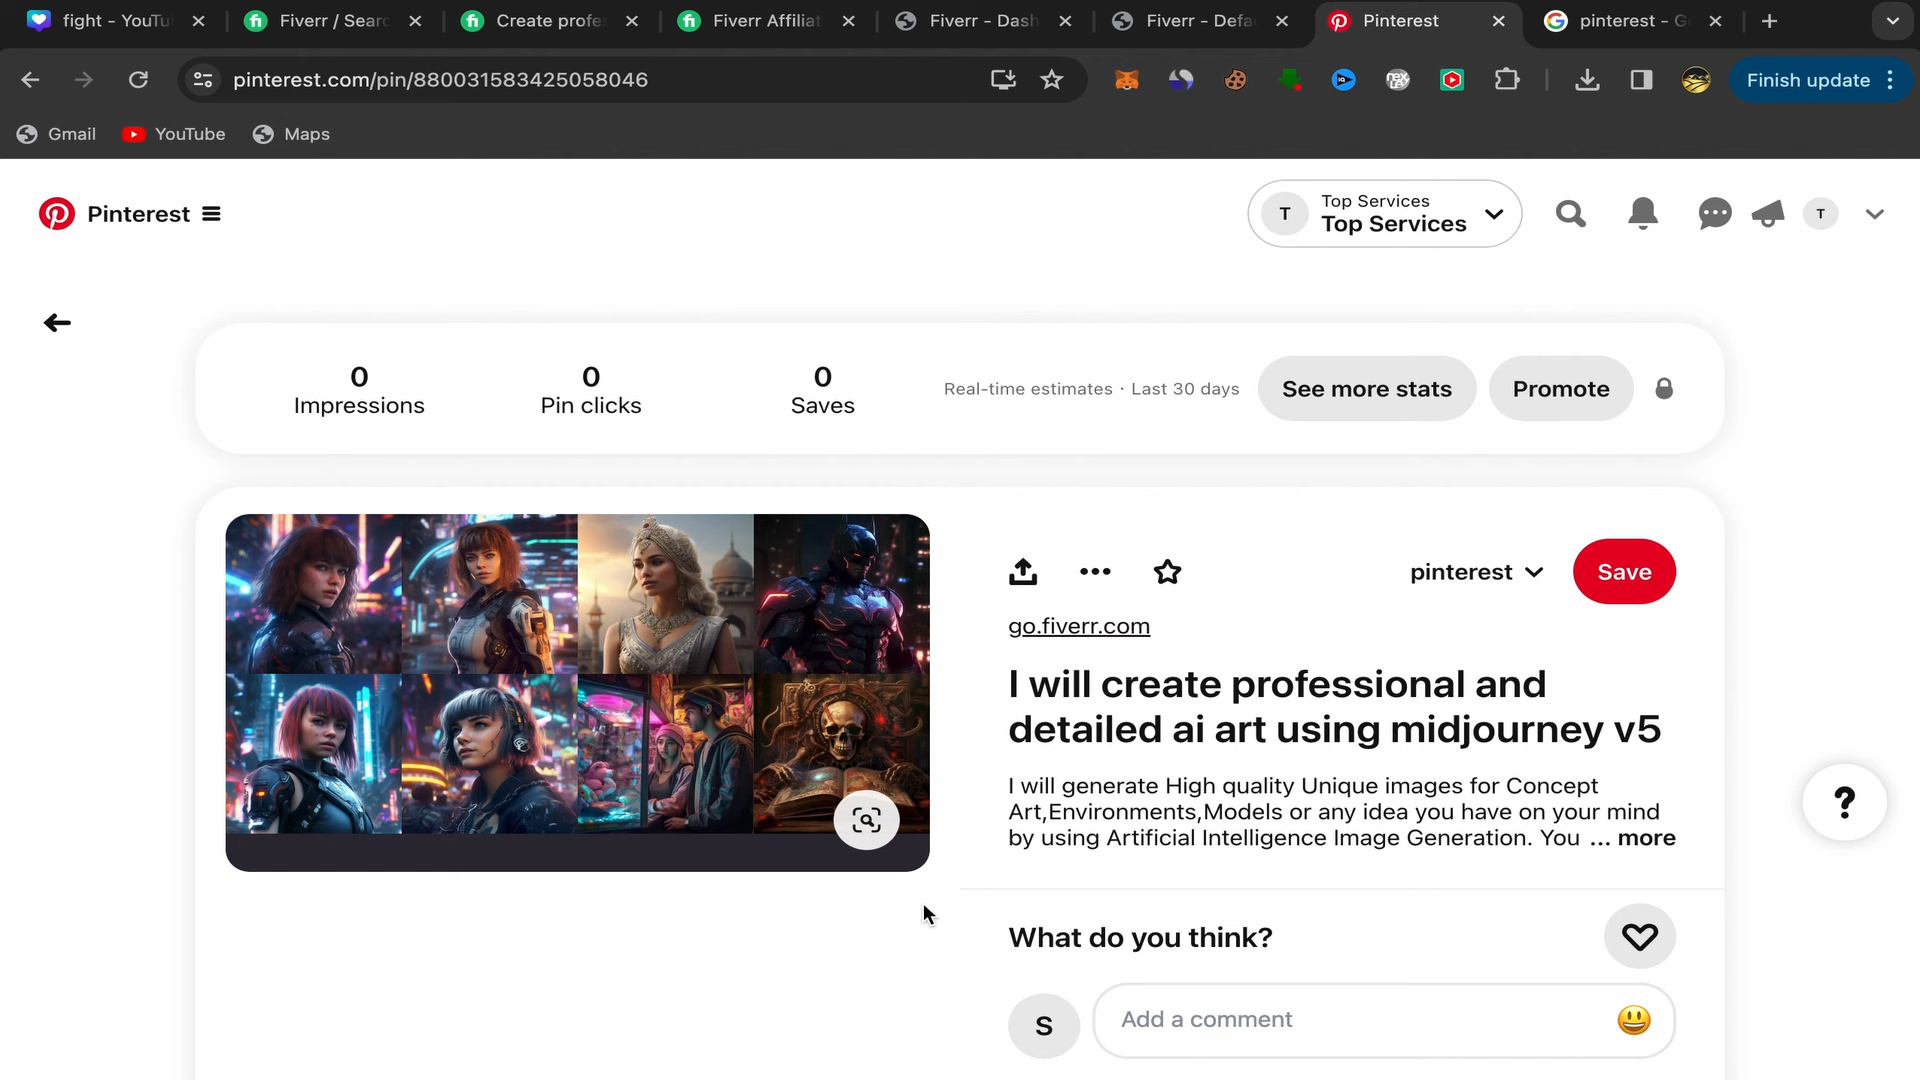 fight - YouTu
Fiverr / Searc
Create profes
Fiverr Affiliat
Fiverr - Dash
Fiverr - Defa
Pinterest
pinterest - G
pinterest.com/pin/880031583425058046
Finish update
Gmail
YouTube
Maps
Pinterest
T
Top Services
Top Services
T
0
Impressions
0
Pin clicks
0
Saves
Real-time estimates · Last 30 days
See more stats
Promote
pinterest
Save
go.fiverr.com
I will create professional and
detailed ai art using midjourney v5
I will generate High quality Unique images for Concept
Art,Environments,Models or any idea you have on your mind
by using Artificial Intelligence Image Generation. You ... more
?
What do you think?
S
Add a comment